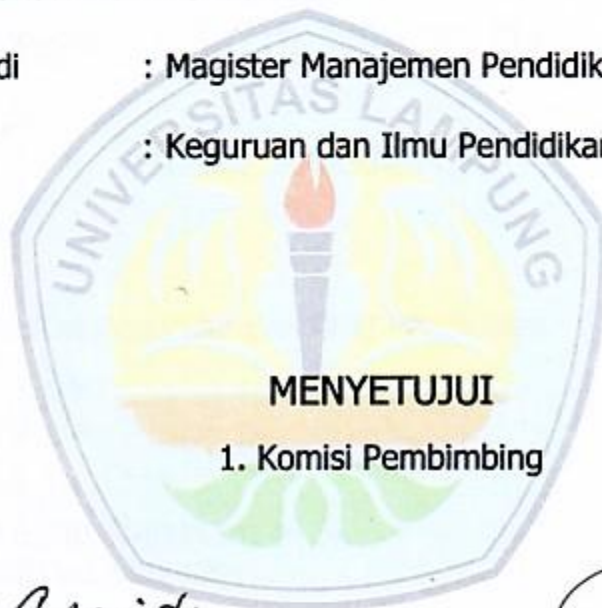 di : Magister Manajemen Pendidik
: Keguruan dan Ilmu Pendidikan
UNIVERSITAS LAMPUNG
MENYETUJUI
1. Komisi Pembimbing